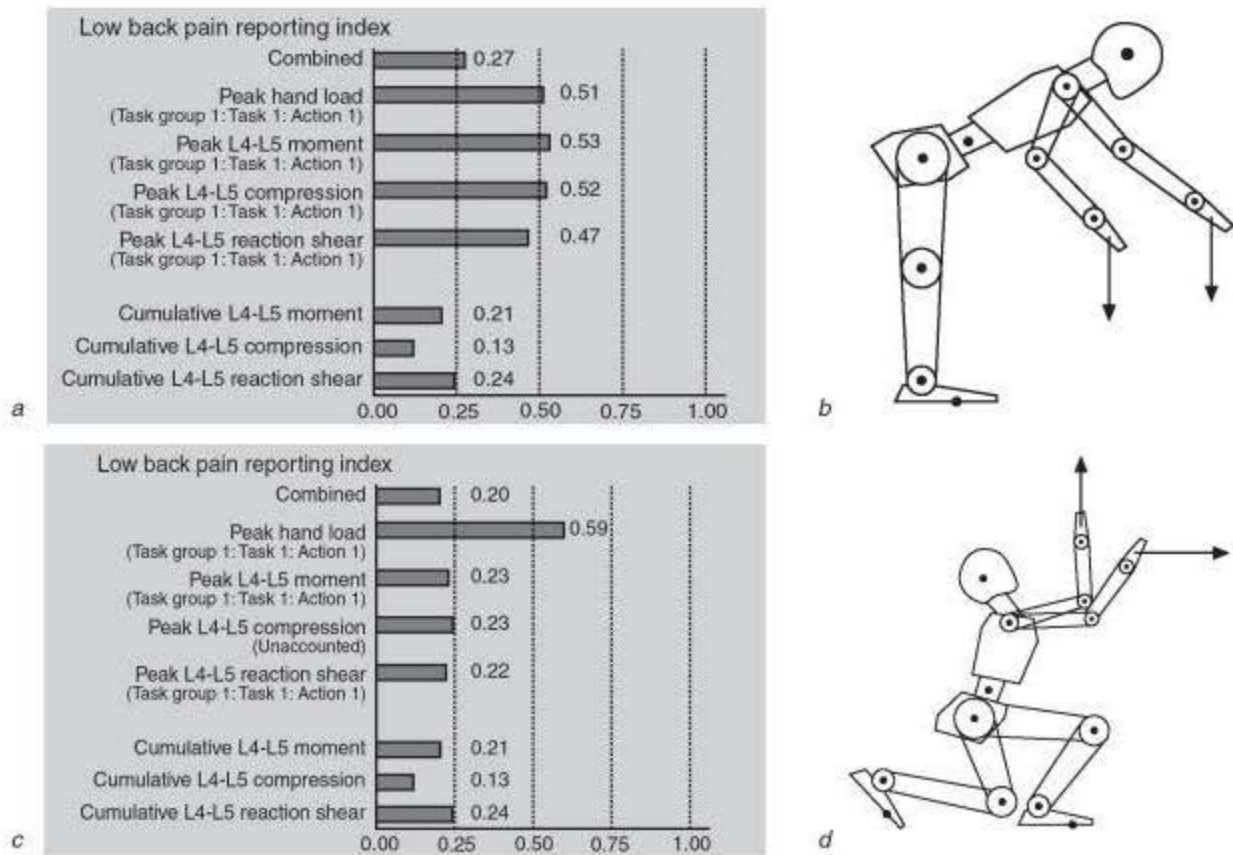 Low back pain reporting index
Combined 0.27
Peak hand load 0.51
(Task group 1: Task 1: Action 1)
Peak L4-L5 moment 0.53
(Task group 1: Task 1: Action 1)
Peak L4-L5 compression 0.52
(Task group 1: Task 1: Action 1)
Peak L4-L5 reaction shear 0.47
(Task group 1: Task 1: Action 1)
Cumulative L4-L5 moment 0.21
Cumulative L4-L5 compression 0.13
Cumulative L4-L5 reaction shear 0.24
0.00 0.25 0.50 0.75 1.00
a
b
Low back pain reporting index
Combined 0.20
Peak hand load 0.59
(Task group 1: Task 1: Action 1)
Peak L4-L5 moment 0.23
(Task group 1: Task 1: Action 1)
Peak L4-L5 compression 0.23
(Unaccounted)
Peak L4-L5 reaction shear 0.22
(Task group 1: Task 1: Action 1)
Cumulative L4-L5 moment 0.21
Cumulative L4-L5 compression 0.13
Cumulative L4-L5 reaction shear 0.24
0.00 0.25 0.50 0.75 1.00
c
d